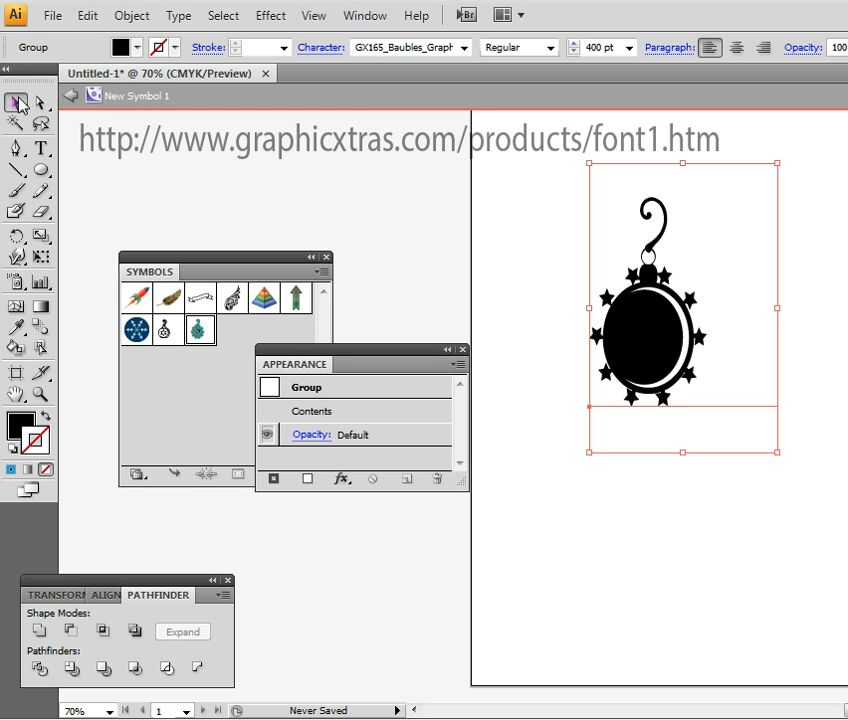 Ai File Edit Object Type Select Effect View Window Help Br
Group Stroke: Character: GX165_Baubles_Graph Regular 400 pt Paragraph: Opacity: 100
Untitled-1* @ 70% (CMYK/Preview)
New Symbol 1
http://www.graphicxtras.com/products/font1.htm
SYMBOLS
APPEARANCE
Group
Contents
Opacity: Default
fx
TRANSFORM ALIGN PATHFINDER
Shape Modes:
Expand
Pathfinders:
70% 1 Never Saved